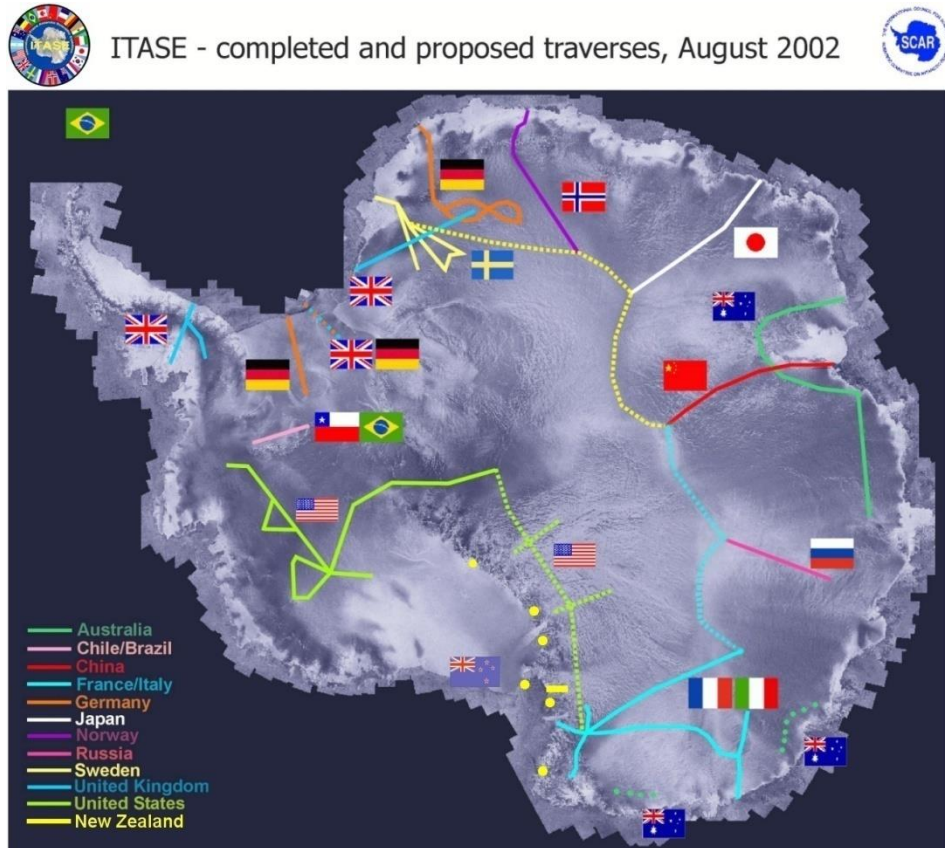 ITASE
ITASE - completed and proposed traverses, August 2002
SCAR
Australia
Chile/Brazil
China
France/Italy
Germany
Japan
Norway
Russia
Sweden
United Kingdom
United States
New Zealand